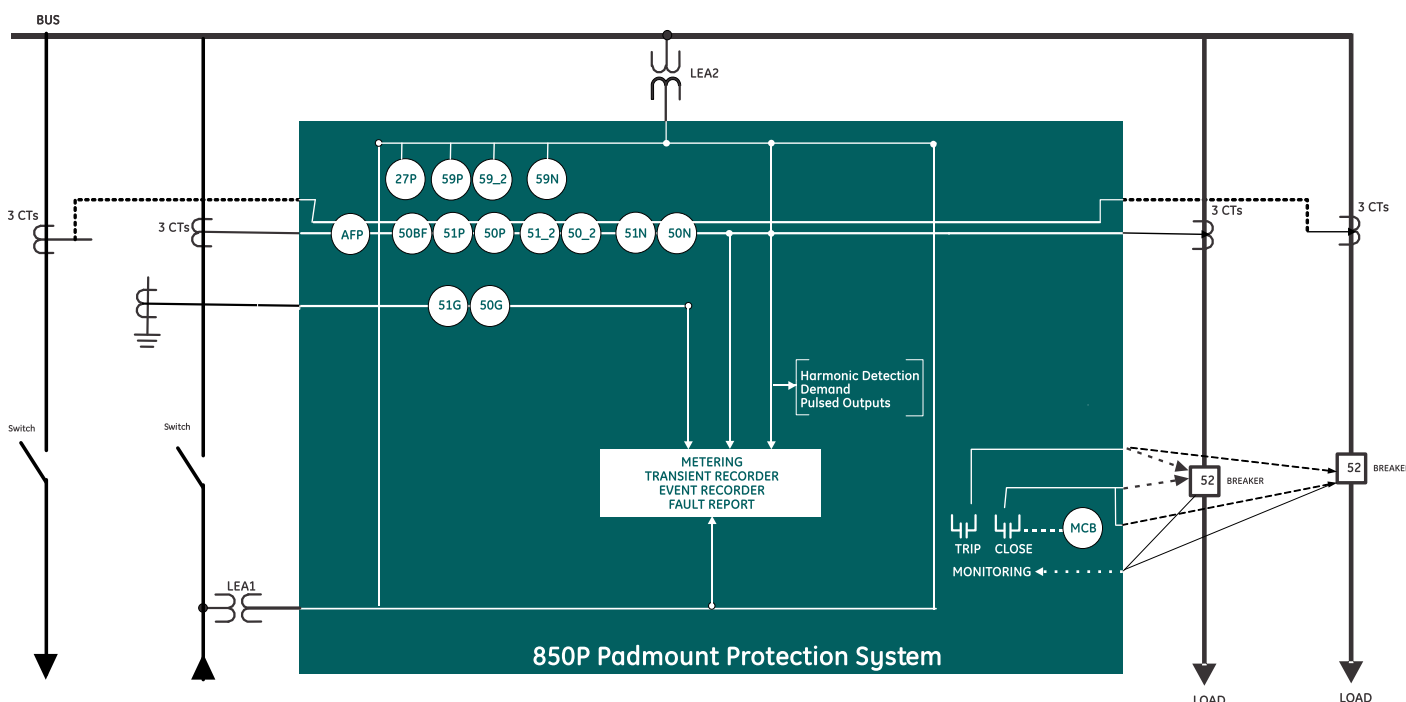 BUS
LEA2
27P
59P
59_2
59N
3 CTs
3 CTs
AFP
50BF
51P
50P
51_2
50_2
51N
50N
3 CTs
3 CTs
51G
50G
Harmonic Detection
Demand
Pulsed Outputs
Switch
Switch
METERING
TRANSIENT RECORDER
EVENT RECORDER
FAULT REPORT
52
BREAKER
52
BREAKER
MCB
TRIP
CLOSE
MONITORING
LEA1
850P Padmount Protection System
LOAD
LOAD